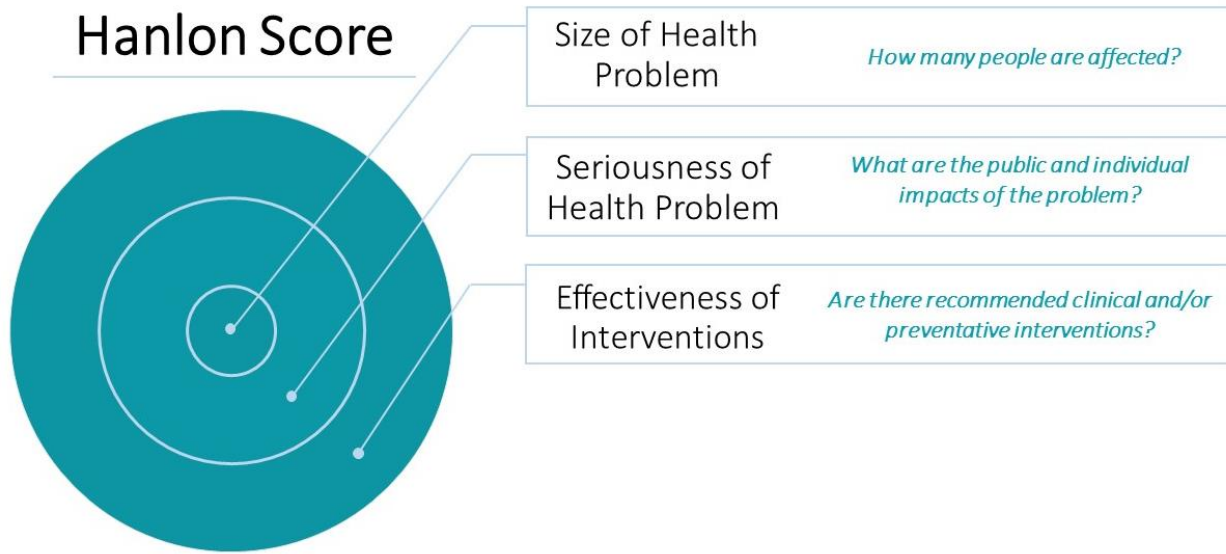 Hanlon Score
Size of Health
Problem
How many people are affected?
Seriousness of
Health Problem
What are the public and individual
impacts of the problem?
Effectiveness of
Interventions
Are there recommended clinical and/or
preventative interventions?